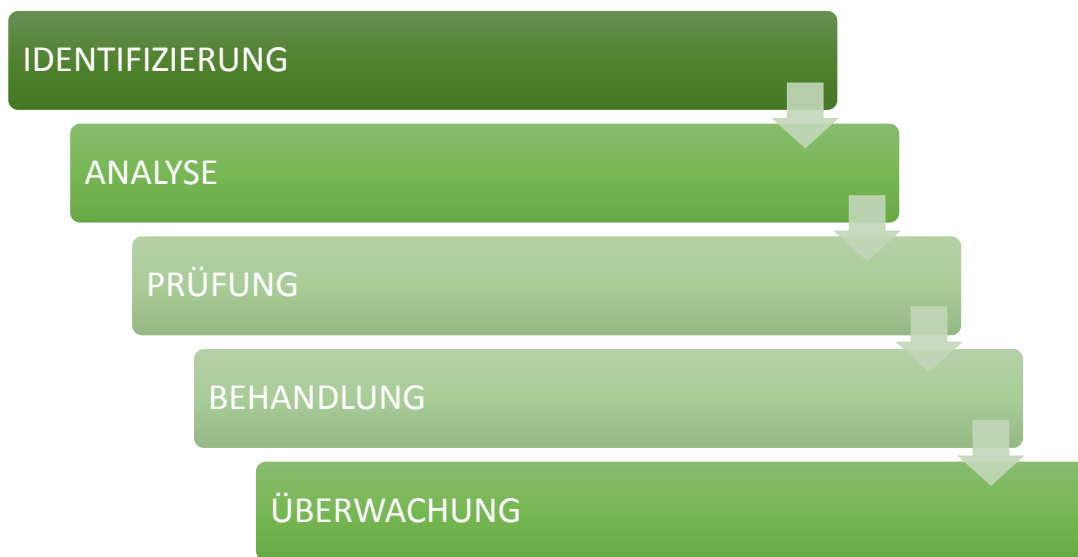 IDENTIFIZIERUNG
ANALYSE
PRÜFUNG
BEHANDLUNG
ÜBERWACHUNG